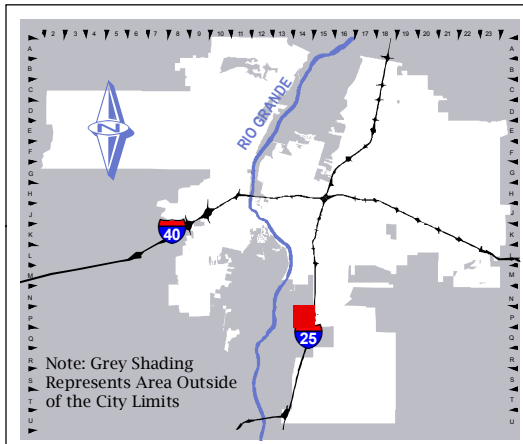 2 3 4 5 6 7 8 9 10 11 12 13 14 15 16 17 18 19 20 21 22 23
A A
B B
C C
D D
E E
F F
G G
H H
J J
K K
L L
M M
N N
P P
Q Q
R R
S S
T T
U U
N
RIO GRANDE
40
25
Note: Grey Shading
Represents Area Outside
of the City Limits